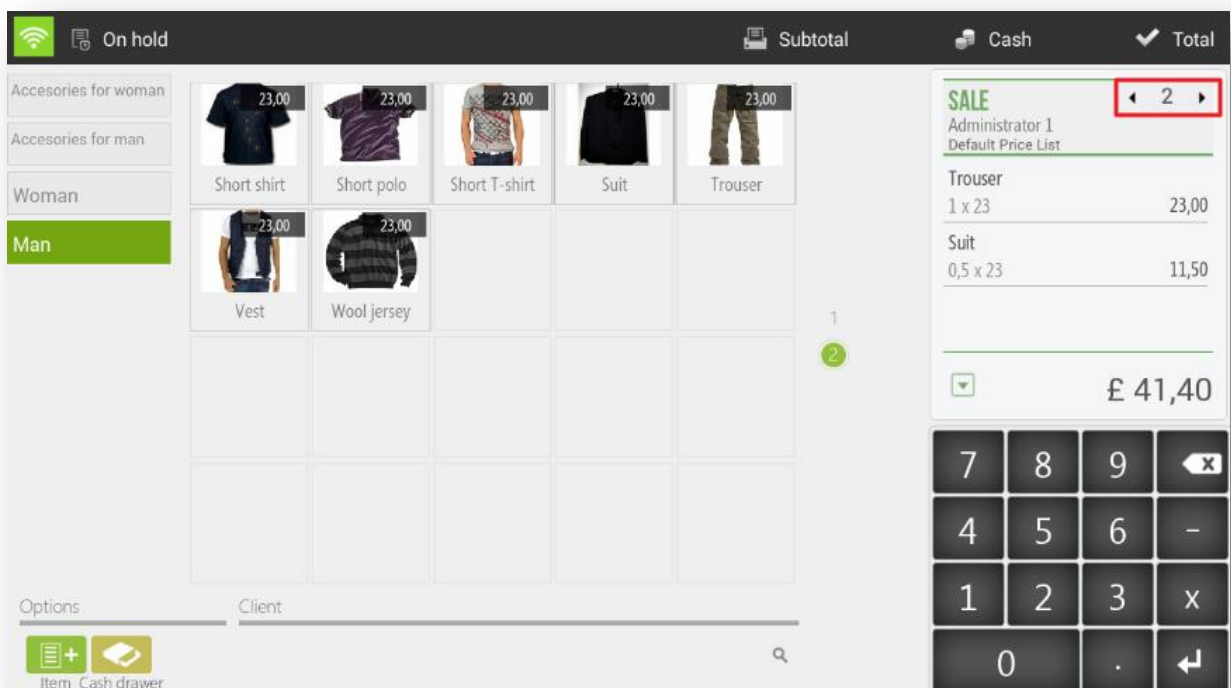 On hold
Subtotal
Cash
Total
Accesories for woman
Accesories for man
Woman
Man
23,00
23,00
23,00
23,00
23,00
Short shirt
Short polo
Short T-shirt
Suit
Trouser
23,00
23,00
Vest
Wool jersey
1
2
SALE
2
Administrator 1
Default Price List
Trouser
1 x 23 23,00
Suit
0,5 x 23 11,50
£ 41,40
7 8 9 x
4 5 6 -
1 2 3 X
0 .
Options
Client
Item Cash drawer